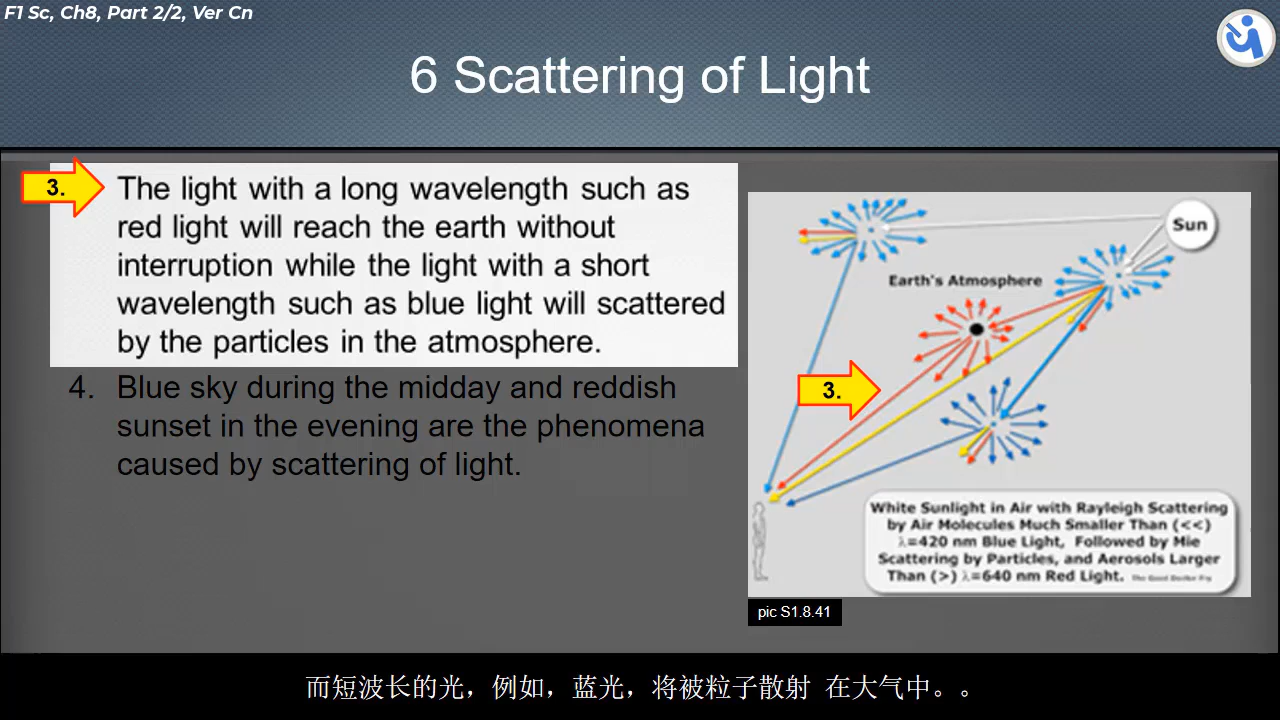 F1 Sc, Ch8, Part 2/2, Ver Cn
6 Scattering of Light
3.
The light with a long wavelength such as
red light will reach the earth without
interruption while the light with a short
wavelength such as blue light will scattered
by the particles in the atmosphere.
4. Blue sky during the midday and reddish
sunset in the evening are the phenomena
caused by scattering of light.
Sun
Earth's Atmosphere
3.
White Sunlight in Air with Rayleigh Scattering
by Air Molecules Much Smaller Than (<<)
λ=420 nm Blue Light, Followed by Mie
Scattering by Particles, and Aerosols Larger
Than (>) λ=640 nm Red Light.
pic S1.8.41
而短波长的光，例如，蓝光，将被粒子散射 在大气中。。